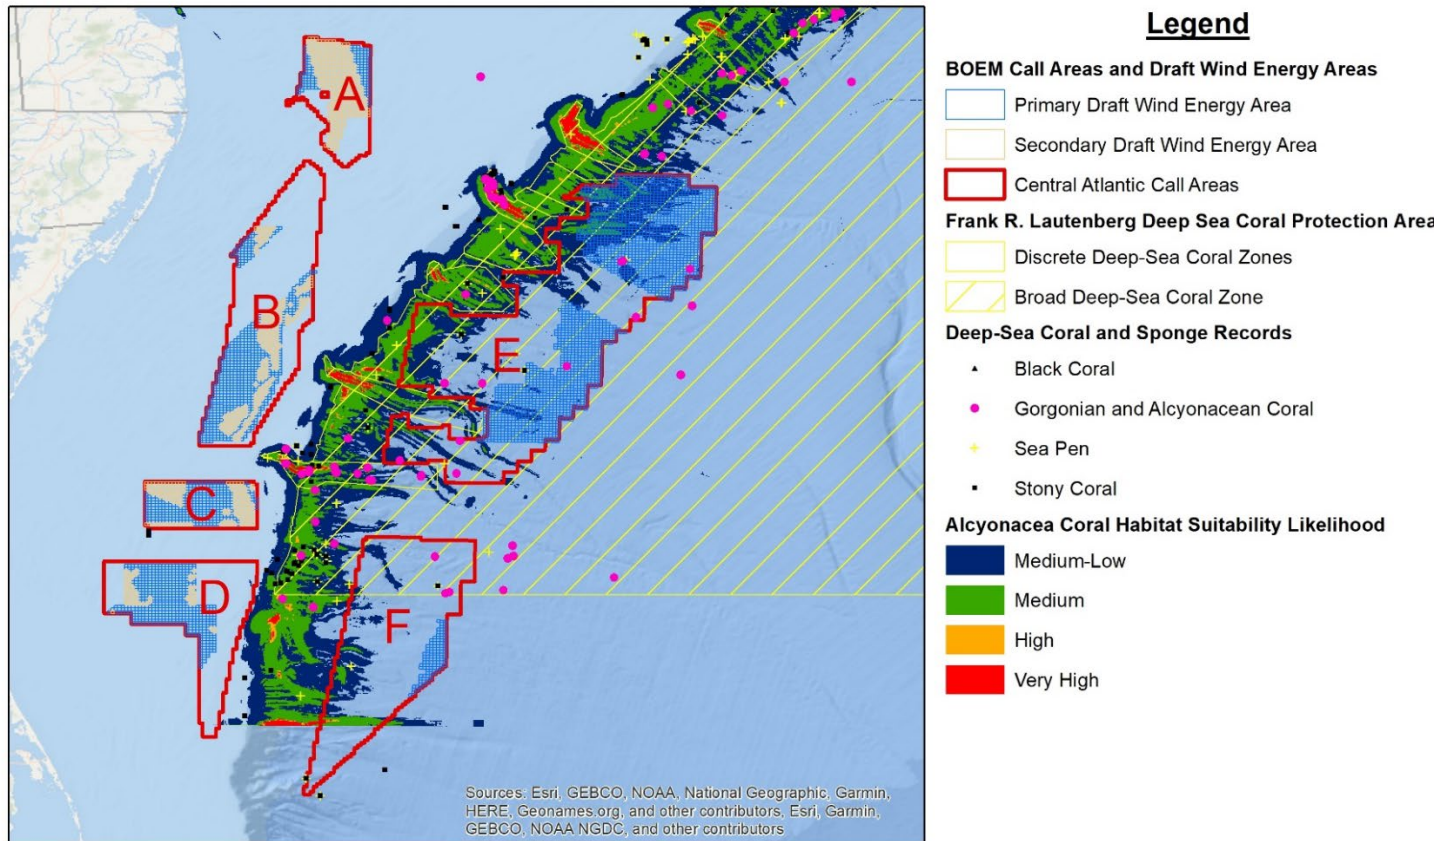 A
B
C
D
E
F
Sources: Esri, GEBCO, NOAA, National Geographic, Garmin,
HERE, Geonames.org, and other contributors, Esri, Garmin,
GEBCO, NOAA NGDC, and other contributors
Legend
BOEM Call Areas and Draft Wind Energy Areas
Primary Draft Wind Energy Area
Secondary Draft Wind Energy Area
Central Atlantic Call Areas
Frank R. Lautenberg Deep Sea Coral Protection Area
Discrete Deep-Sea Coral Zones
Broad Deep-Sea Coral Zone
Deep-Sea Coral and Sponge Records
Black Coral
Gorgonian and Alcyonacean Coral
Sea Pen
Stony Coral
Alcyonacea Coral Habitat Suitability Likelihood
Medium-Low
Medium
High
Very High